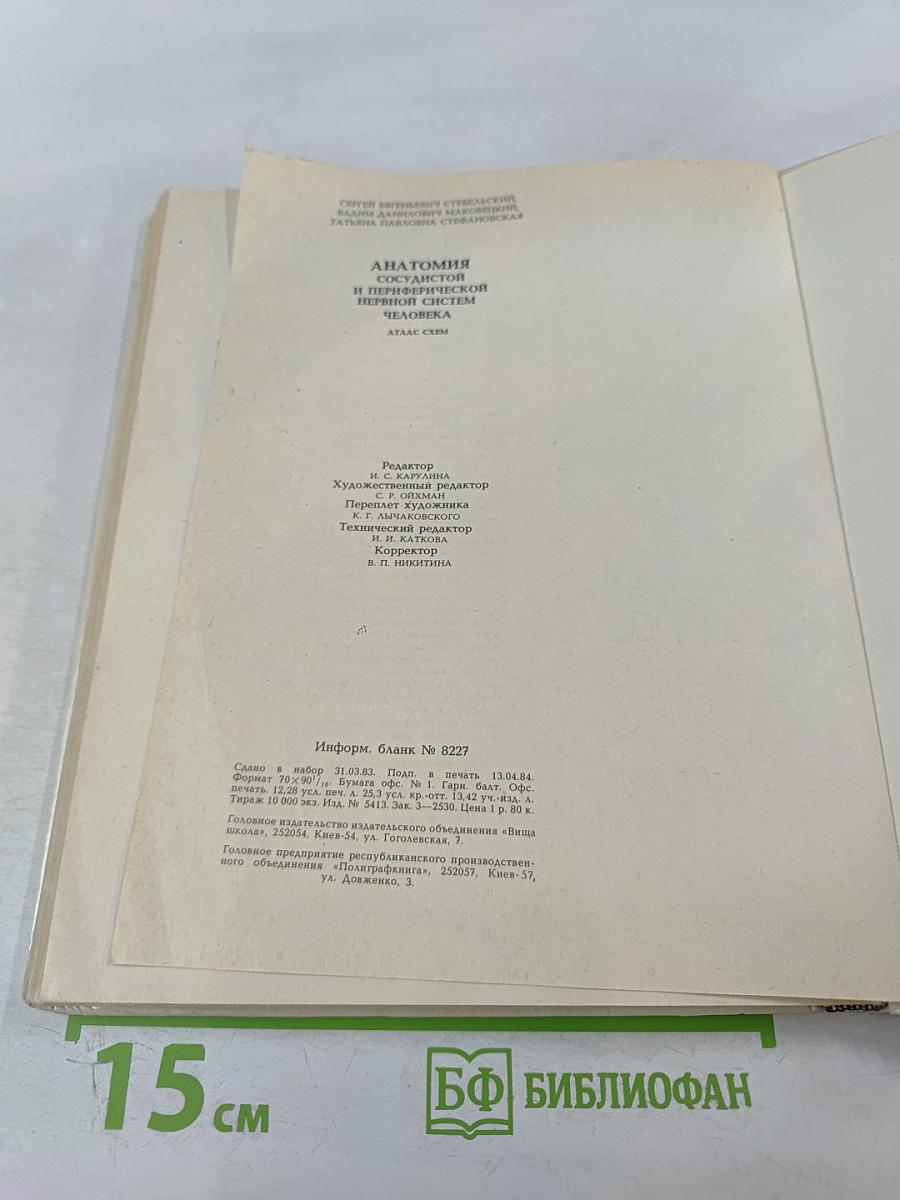 СЕРГЕЙ ЕВГЕНЬЕВИЧ СТЕБЕЛЬСКИЙ,
ВАДИМ ДАНИЛОВИЧ МАКОВЕЦКИЙ,
ТАТЬЯНА ПАВЛОВНА СТЕФАНОВСКАЯ
АНАТОМИЯ
СОСУДИСТОЙ
И ПЕРИФЕРИЧЕСКОЙ
НЕРВНОЙ СИСТЕМ
ЧЕЛОВЕКА
АТЛАС СХЕМ
Редактор
И. С. КАРУЛИНА
Художественный редактор
С. Р. ОЙХМАН
Переплет художника
К. Г. ЛЫЧАКОВСКОГО
Технический редактор
И. И. КАТКОВА
Корректор
В. П. НИКИТИНА
Информ. бланк № 8227
Сдано в набор 31.03.83. Подп. в печать 13.04.84.
Формат 70×90¹/₁₆. Бумага офс. № 1. Гарн. балт. Офс.
печать. 12,28 усл. печ. л. 25,3 усл. кр.-отт. 13,42 уч.-изд. л.
Тираж 10 000 экз. Изд. № 5413. Зак. 3—2530. Цена 1 р. 80 к.
Головное издательство издательского объединения «Вища
школа», 252054, Киев-54, ул. Гоголевская, 7.
Головное предприятие республиканского производствен-
ного объединения «Полиграфкнига», 252057, Киев-57,
ул. Довженко, 3.
15 см
БФ БИБЛИОФАН